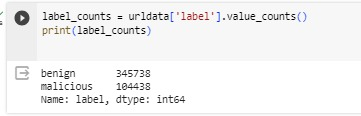 label_counts = urldata['label'].value_counts()
print(label_counts)
benign 345738
malicious 104438
Name: label, dtype: int64